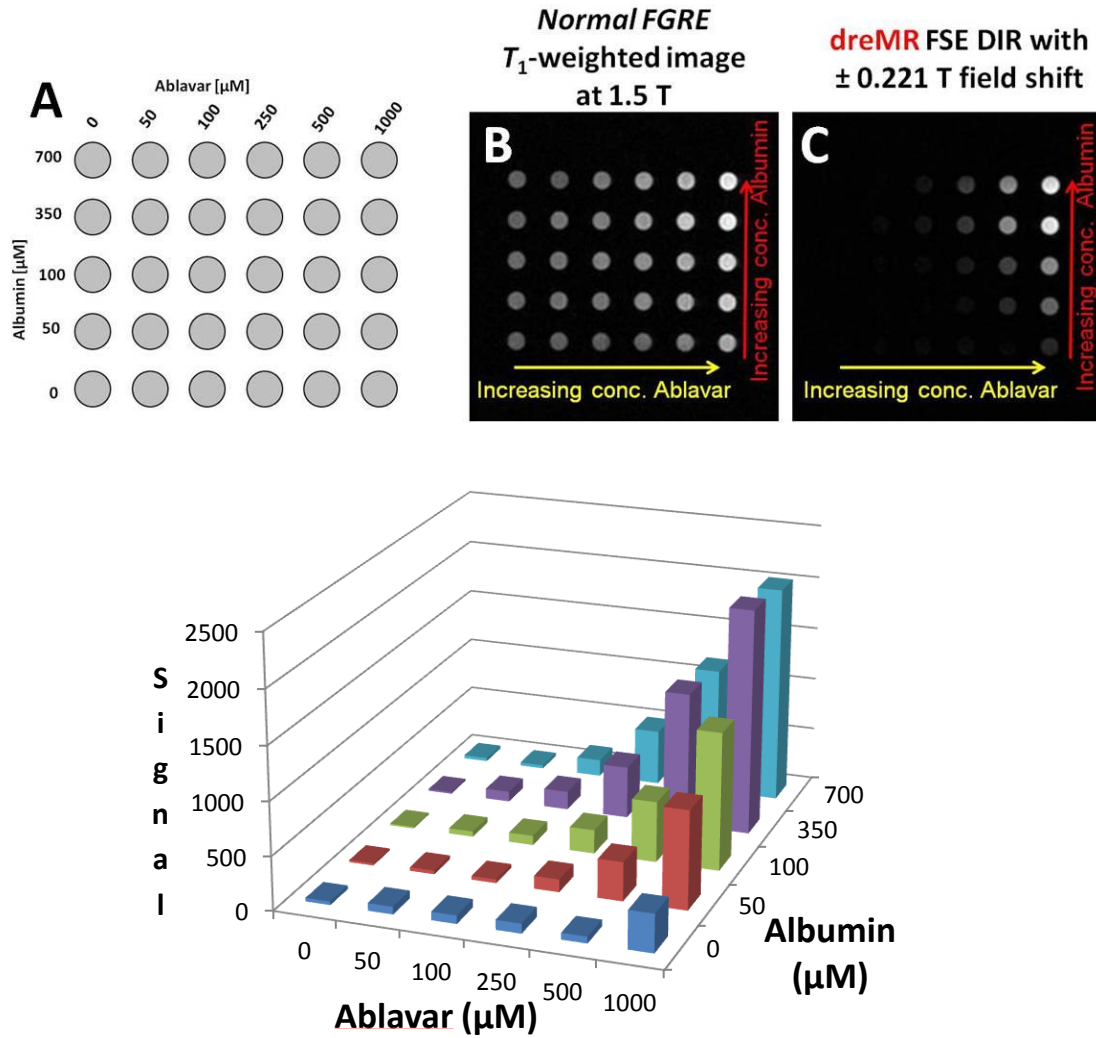 A
Ablavar [µM]
0 50 100 250 500 1000
Albumin [µM]
700
350
100
50
0
Normal FGRE
T1-weighted image
at 1.5 T
B
Increasing conc. Albumin
Increasing conc. Ablavar
dreMR FSE DIR with
± 0.221 T field shift
C
Increasing conc. Albumin
Increasing conc. Ablavar
Signal
2500
2000
1500
1000
500
0
0 50 100 250 500 1000
Ablavar (µM)
700
350
100
50
0
Albumin
(µM)